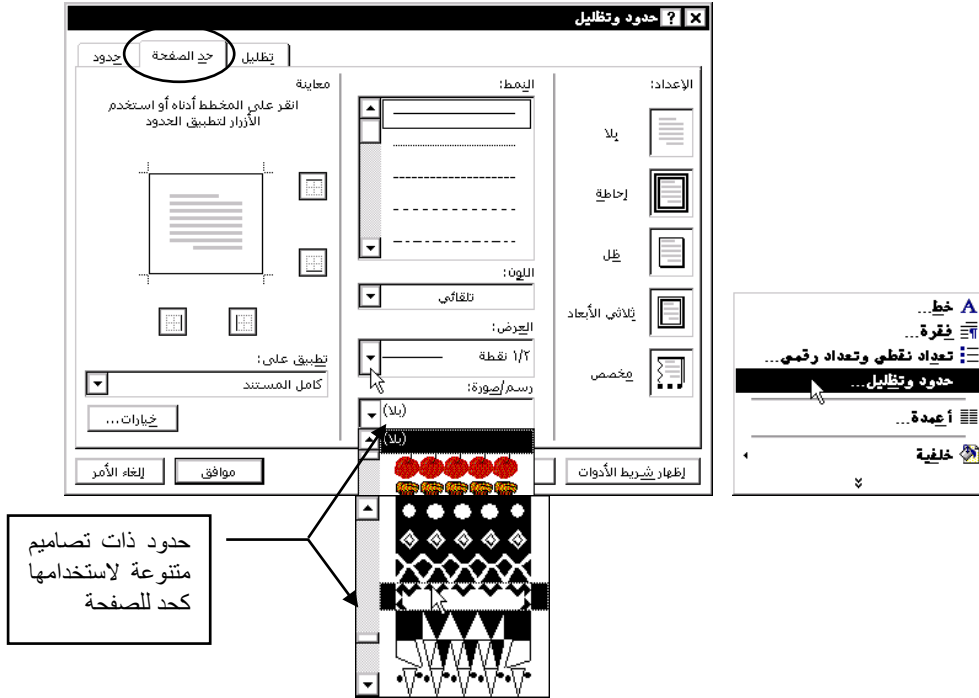 حدود وتظليل
تظليل
حد الصفحة
حدود
الإعداد:
بلا
إحاطة
ظل
ثلاثي الأبعاد
مخصص
النمط:
اللون:
تلقائي
العرض:
١/٢ نقطة
رسم/صورة:
(بلا)
(بلا)
معاينة
انقر على المخطط أدناه أو استخدم
الأزرار لتطبيق الحدود
تطبيق على:
كامل المستند
خيارات...
إظهار شريط الأدوات
موافق
إلغاء الأمر
خط...
فقرة...
تعداد نقطي وتعداد رقمي...
حدود وتظليل...
أعمدة...
خلفية
حدود ذات تصاميم
متنوعة لاستخدامها
كحد للصفحة